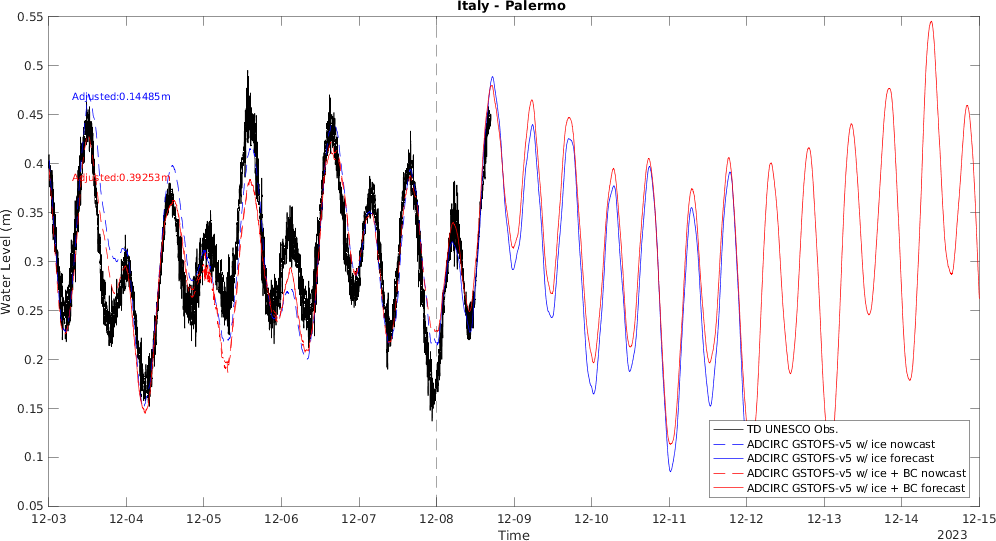 Italy - Palermo
0.55
0.5
0.45
0.4
0.35
0.3
0.25
0.2
0.15
0.1
0.05
Water Level (m)
Adjusted:0.14485m
Adjusted:0.39253m
TD UNESCO Obs.
ADCIRC GSTOFS-v5 w/ ice nowcast
ADCIRC GSTOFS-v5 w/ ice forecast
ADCIRC GSTOFS-v5 w/ ice + BC nowcast
ADCIRC GSTOFS-v5 w/ ice + BC forecast
12-03 12-04 12-05 12-06 12-07 12-08 12-09 12-10 12-11 12-12 12-13 12-14 12-15
Time
2023